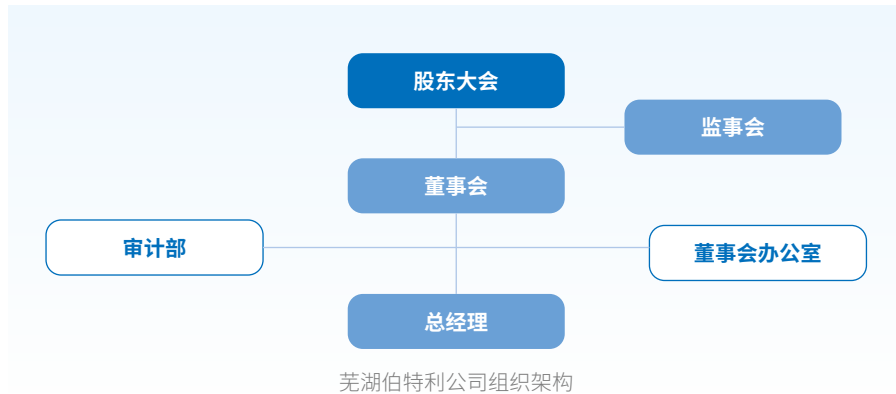 股东大会
监事会
董事会
审计部
董事会办公室
总经理
芜湖伯特利公司组织架构